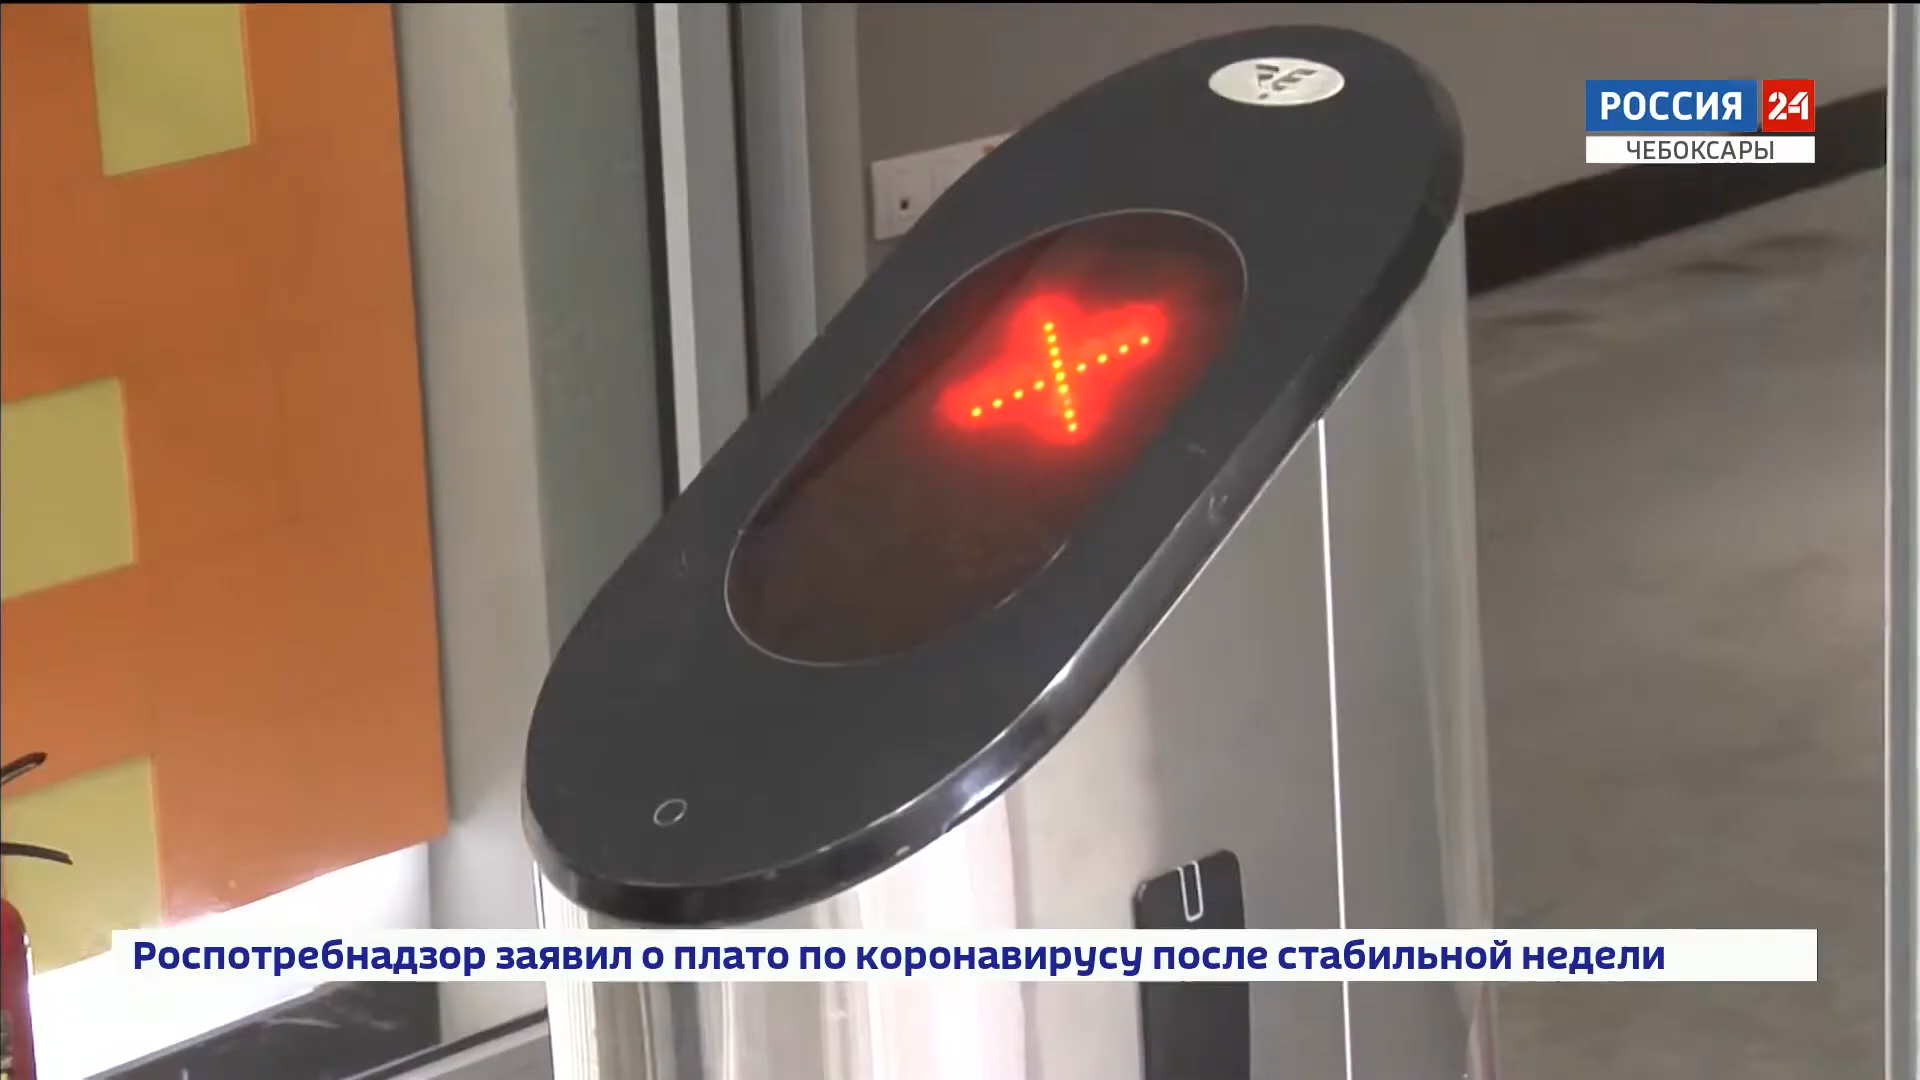 РОССИЯ 24
ЧЕБОКСАРЫ
Роспотребнадзор заявил о плато по коронавирусу после стабильной недели